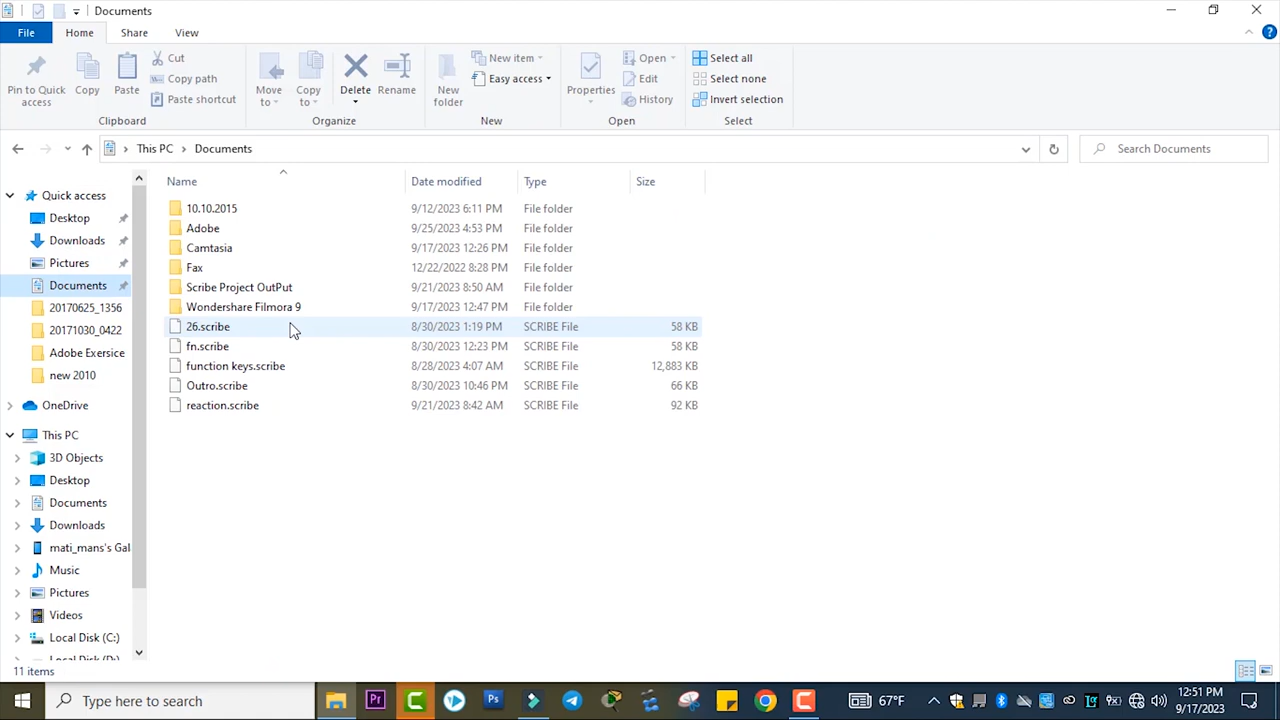 Documents
File Home Share View
Pin to Quick access
Copy
Paste
Cut
Copy path
Paste shortcut
Clipboard
Move to
Copy to
Delete
Rename
Organize
New folder
New item
Easy access
New
Properties
Open
Edit
History
Open
Select all
Select none
Invert selection
Select
This PC Documents
Search Documents
Quick access
Desktop
Downloads
Pictures
Documents
20170625_1356
20171030_0422
Adobe Exersice
new 2010
OneDrive
This PC
3D Objects
Desktop
Documents
Downloads
mati_mans's Gal
Music
Pictures
Videos
Local Disk (C:)
Local Disk (D:)
Name Date modified Type Size
10.10.2015 9/12/2023 6:11 PM File folder
Adobe 9/25/2023 4:53 PM File folder
Camtasia 9/17/2023 12:26 PM File folder
Fax 12/22/2022 8:28 PM File folder
Scribe Project OutPut 9/21/2023 8:50 AM File folder
Wondershare Filmora 9 9/17/2023 12:47 PM File folder
26.scribe 8/30/2023 1:19 PM SCRIBE File 58 KB
fn.scribe 8/30/2023 12:23 PM SCRIBE File 58 KB
function keys.scribe 8/28/2023 4:07 AM SCRIBE File 12,883 KB
Outro.scribe 8/30/2023 10:46 PM SCRIBE File 66 KB
reaction.scribe 9/21/2023 8:42 AM SCRIBE File 92 KB
11 items
Type here to search
Pr
Ps
67°F
12:51 PM
9/17/2023